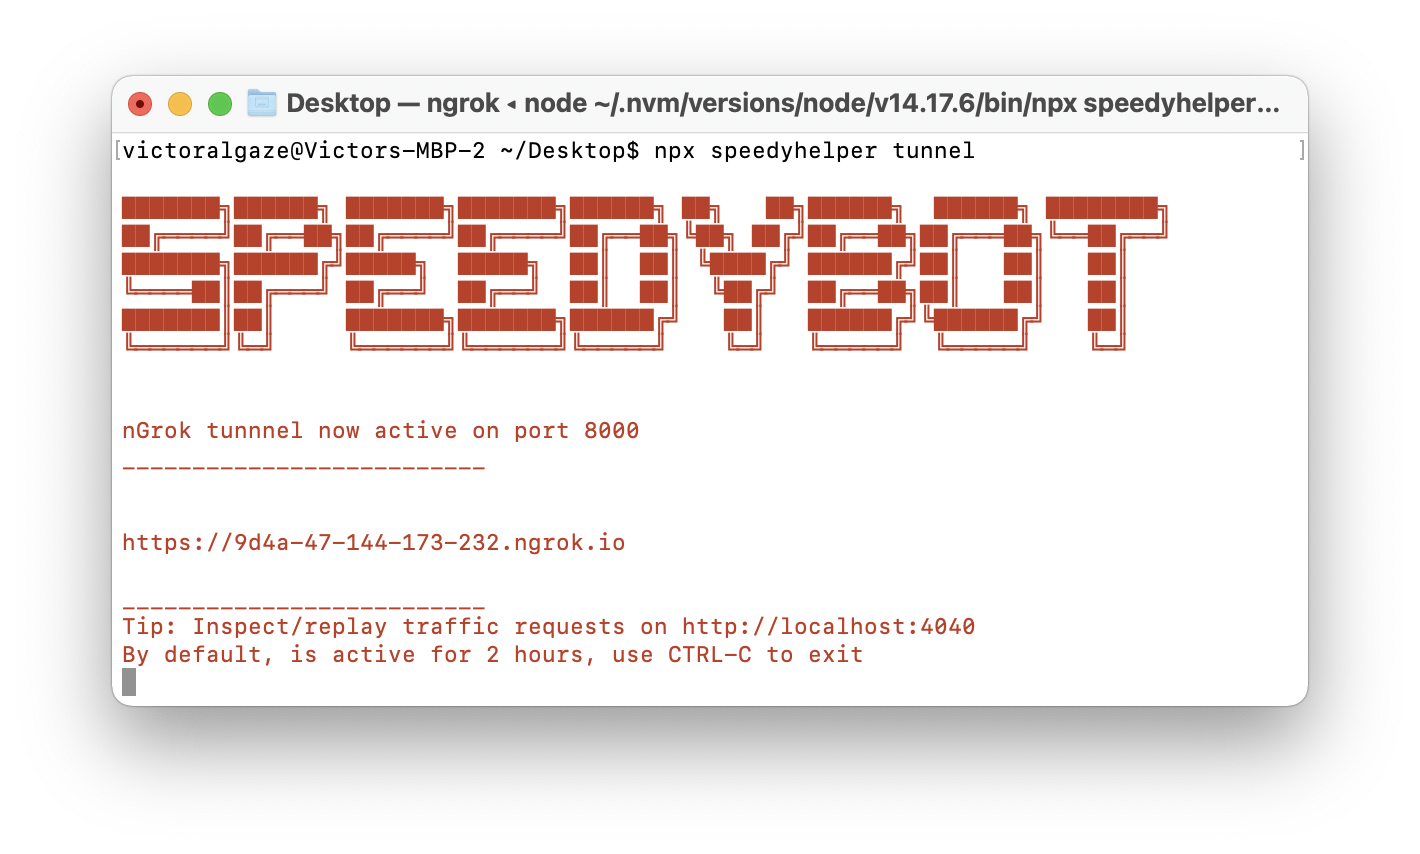 Desktop — ngrok ◂ node ~/.nvm/versions/node/v14.17.6/bin/npx speedyhelper...
[victoralgaze@Victors-MBP-2 ~/Desktop$ npx speedyhelper tunnel ]
SPEEDYBOT
nGrok tunnnel now active on port 8000
--------------------------
https://9d4a-47-144-173-232.ngrok.io
--------------------------
Tip: Inspect/replay traffic requests on http://localhost:4040
By default, is active for 2 hours, use CTRL-C to exit